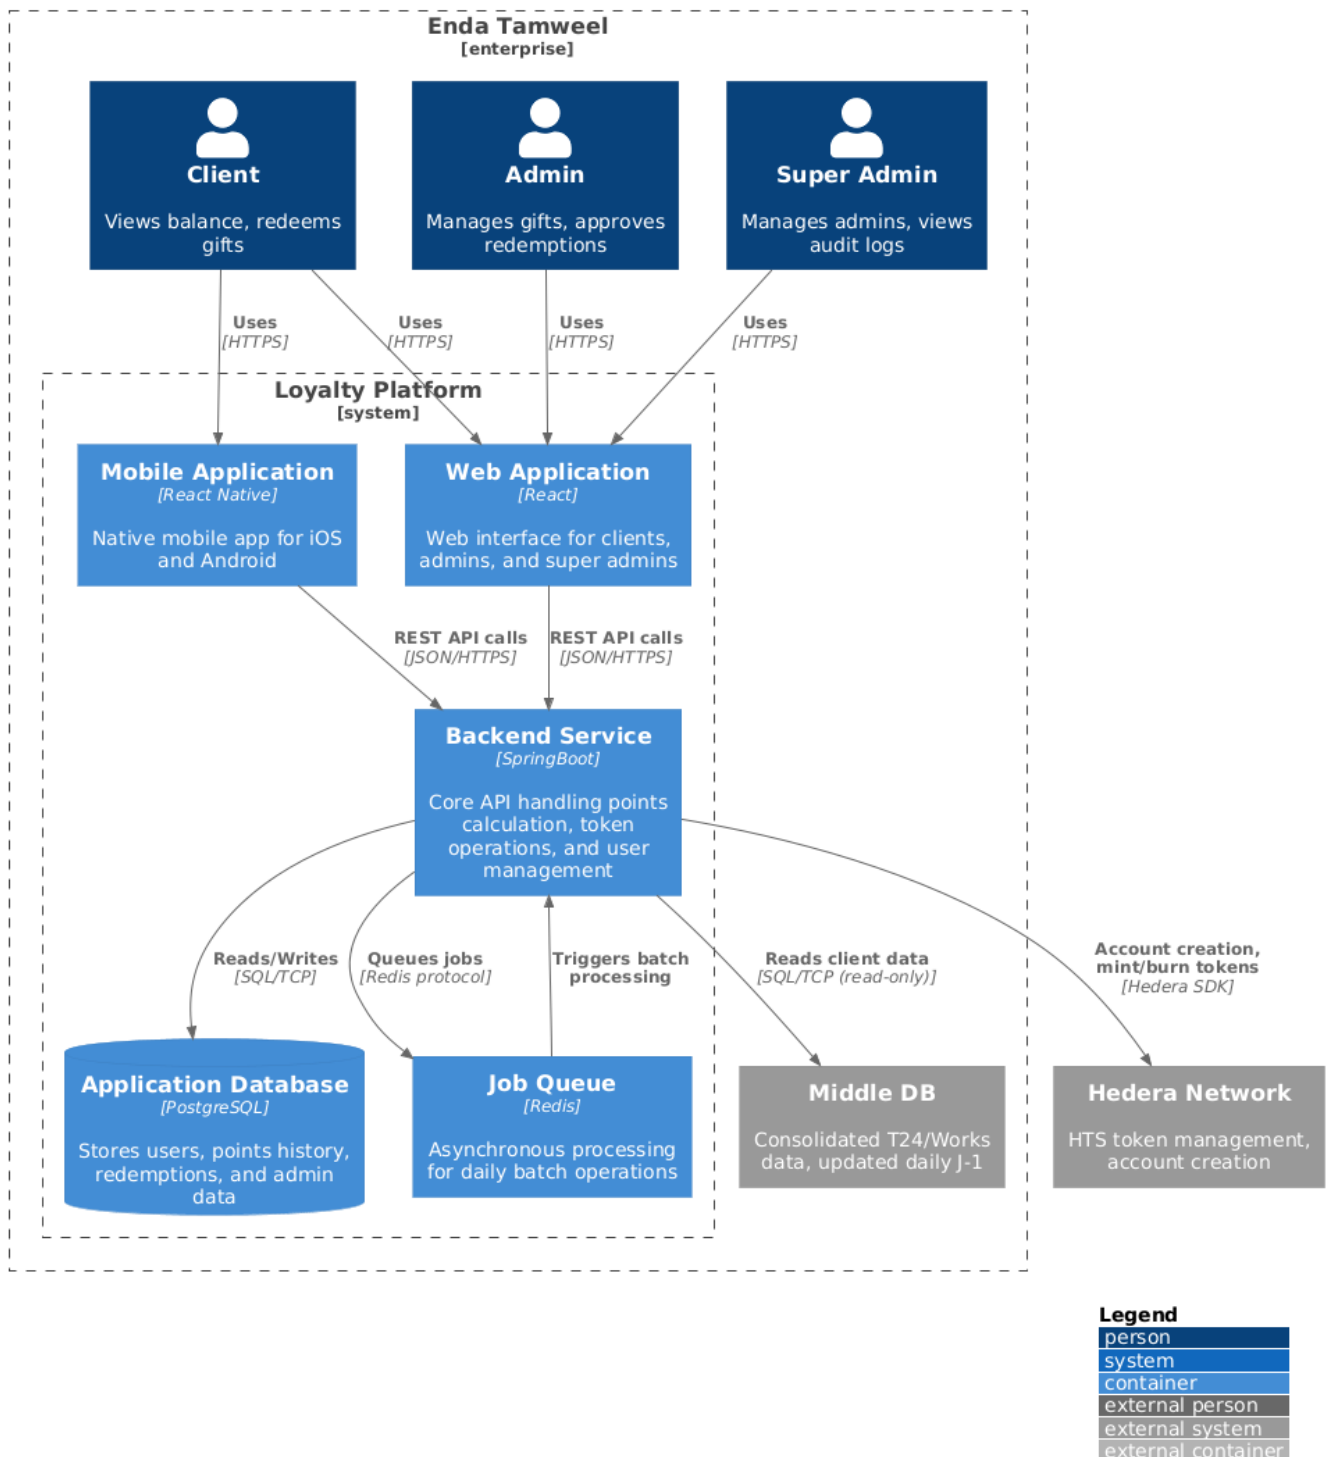 Enda Tamweel
[enterprise]
Client
Views balance, redeems
gifts
Admin
Manages gifts, approves
redemptions
Super Admin
Manages admins, views
audit logs
Uses
[HTTPS]
Uses
[HTTPS]
Uses
[HTTPS]
Uses
[HTTPS]
Loyalty Platform
[system]
Mobile Application
[React Native]
Native mobile app for iOS
and Android
Web Application
[React]
Web interface for clients,
admins, and super admins
REST API calls
[JSON/HTTPS]
REST API calls
[JSON/HTTPS]
Backend Service
[SpringBoot]
Core API handling points
calculation, token
operations, and user
management
Reads/Writes
[SQL/TCP]
Queues jobs
[Redis protocol]
Triggers batch
processing
Reads client data
[SQL/TCP (read-only)]
Account creation,
mint/burn tokens
[Hedera SDK]
Application Database
[PostgreSQL]
Stores users, points history,
redemptions, and admin
data
Job Queue
[Redis]
Asynchronous processing
for daily batch operations
Middle DB
Consolidated T24/Works
data, updated daily J-1
Hedera Network
HTS token management,
account creation
Legend
person
system
container
external person
external system
external container